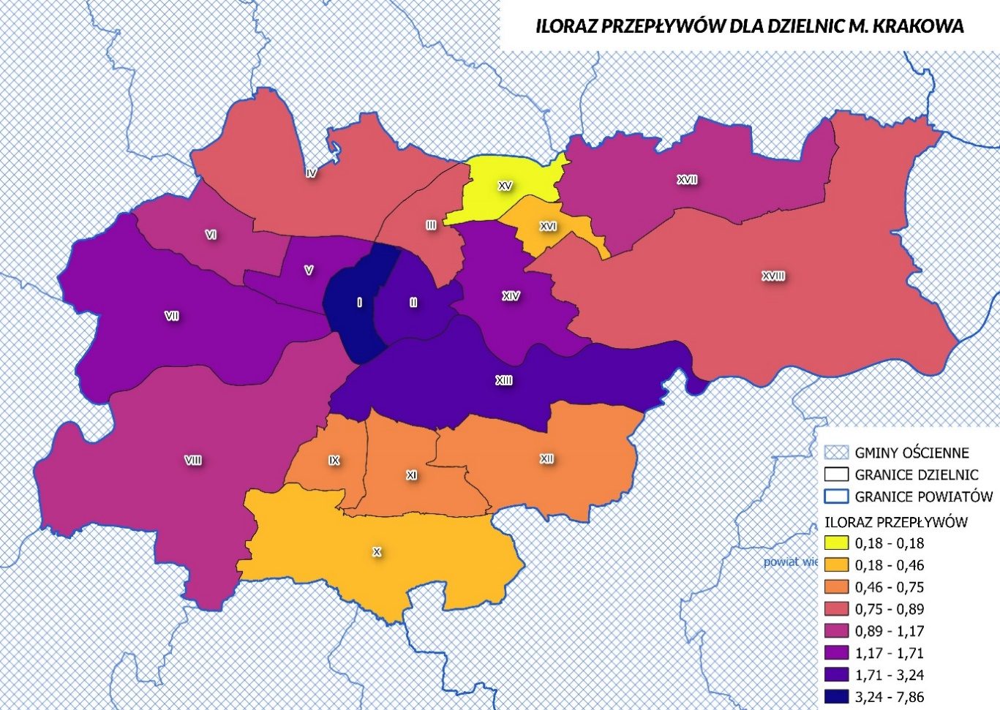 ILORAZ PRZEPŁYWÓW DLA DZIELNIC M. KRAKOWA
IV
XV
XVII
III
XVI
VI
V
XVIII
I
II
XIV
VII
XIII
VIII
IX
XI
XII
X
GMINY OŚCIENNE
GRANICE DZIELNIC
GRANICE POWIATÓW
ILORAZ PRZEPŁYWÓW
powiat wie
0,18 - 0,18
0,18 - 0,46
0,46 - 0,75
0,75 - 0,89
0,89 - 1,17
1,17 - 1,71
1,71 - 3,24
3,24 - 7,86